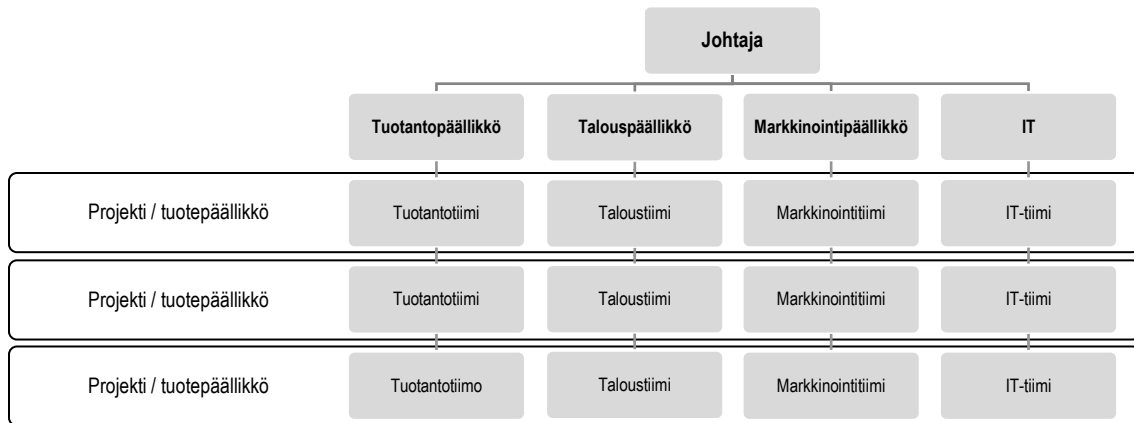 Johtaja
Tuotantopäällikkö
Talouspäällikkö
Markkinointipäällikkö
IT
Projekti / tuotepäällikkö
Tuotantotiimi
Taloustiimi
Markkinointitiimi
IT-tiimi
Projekti / tuotepäällikkö
Tuotantotiimi
Taloustiimi
Markkinointitiimi
IT-tiimi
Projekti / tuotepäällikkö
Tuotantotiimo
Taloustiimi
Markkinointitiimi
IT-tiimi